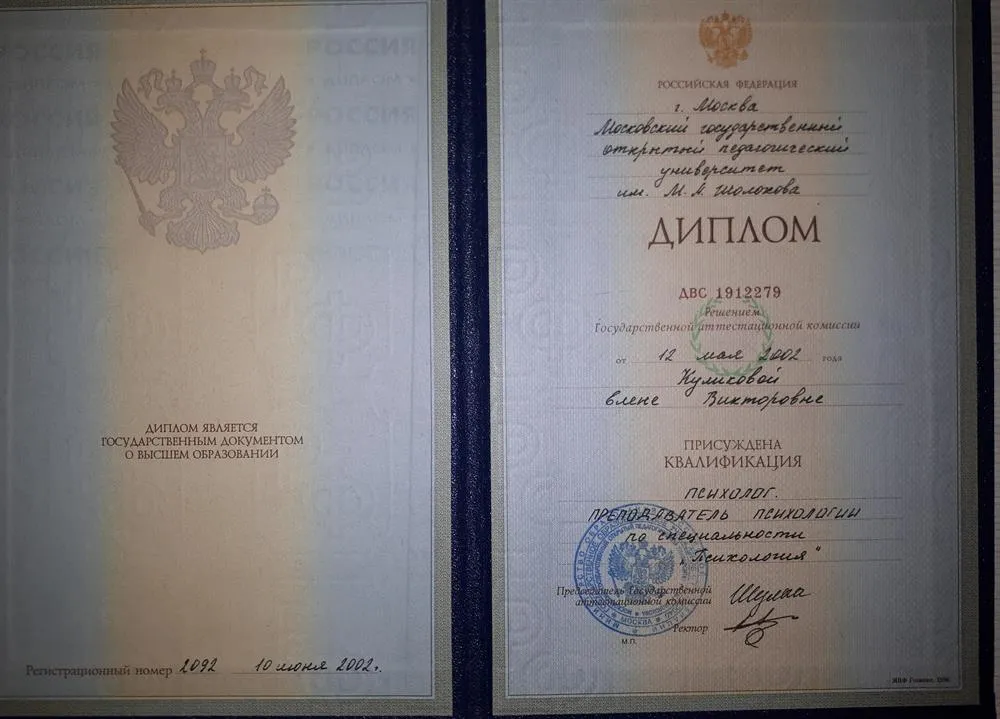 ДИПЛОМ ЯВЛЯЕТСЯ
ГОСУДАРСТВЕННЫМ ДОКУМЕНТОМ
О ВЫСШЕМ ОБРАЗОВАНИИ
Регистрационный номер 2092 10 июня 2002г.
РОССИЙСКАЯ ФЕДЕРАЦИЯ
г. Москва
Московский государственный
открытый педагогический
университет
им. М. А. Шолохова
ДИПЛОМ
ДВС 1912279
Решением
Государственной аттестационной комиссии
от 12 мая 2002 года
Куликовой
Елене Викторовне
ПРИСУЖДЕНА
КВАЛИФИКАЦИЯ
ПСИХОЛОГ.
ПРЕПОДАВАТЕЛЬ ПСИХОЛОГИИ
по специальности
„Психология"
Председатель Государственной
аттестационной комиссии
Ректор
МОСКВА
М.П.